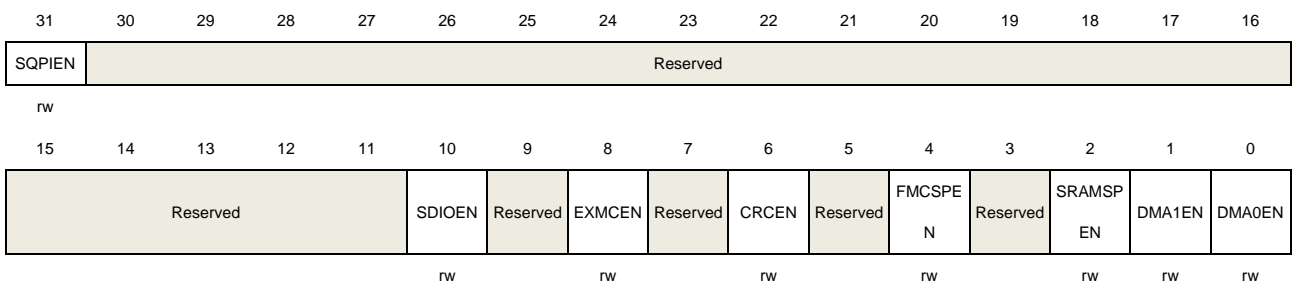 31 30 29 28 27 26 25 24 23 22 21 20 19 18 17 16
SQPIEN Reserved
rw
15 14 13 12 11 10 9 8 7 6 5 4 3 2 1 0
Reserved SDIOEN Reserved EXMCEN Reserved CRCEN Reserved FMCSPE Reserved SRAMSP DMA1EN DMA0EN
N EN
rw rw rw rw rw rw rw